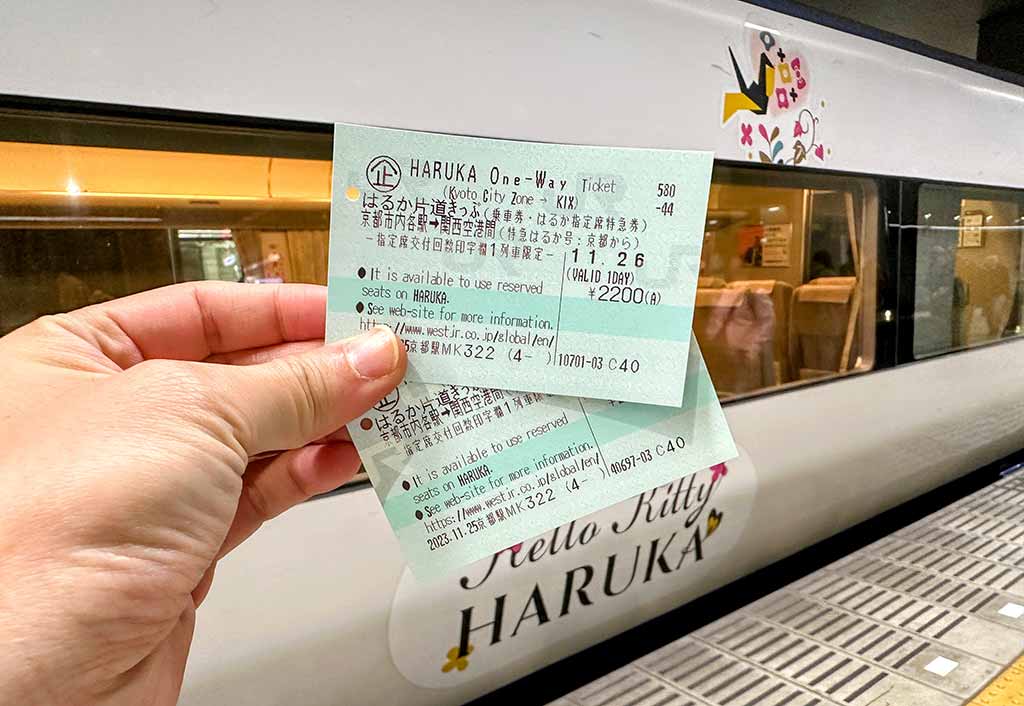 企 HARUKA One-Way Ticket 580
(Kyoto City Zone → KIX) -44
はるか片道きっぷ(乗車券・はるか指定席特急券)
京都市内各駅→関西空港間(特急はるか号:京都から)
-指定席交付回数印字欄1列車限定- 11.26
(VALID 1DAY)
●It is available to use reserved ¥2200(A)
seats on HARUKA.
●See web-site for more information.
https://www.westjr.co.jp/global/en/
25京都駅MK322 (4- ) 10701-03 C40
企
はるか片道きっぷ
京都市内各駅→関西空港間
-指定席交付回数印字欄1列車限定
●It is available to use reserved
seats on HARUKA.
●See web-site for more information.
https://www.westjr.co.jp/global/en/
2023.11.25京都駅MK322 (4- ) 40697-03 C40
Hello Kitty
HARUKA